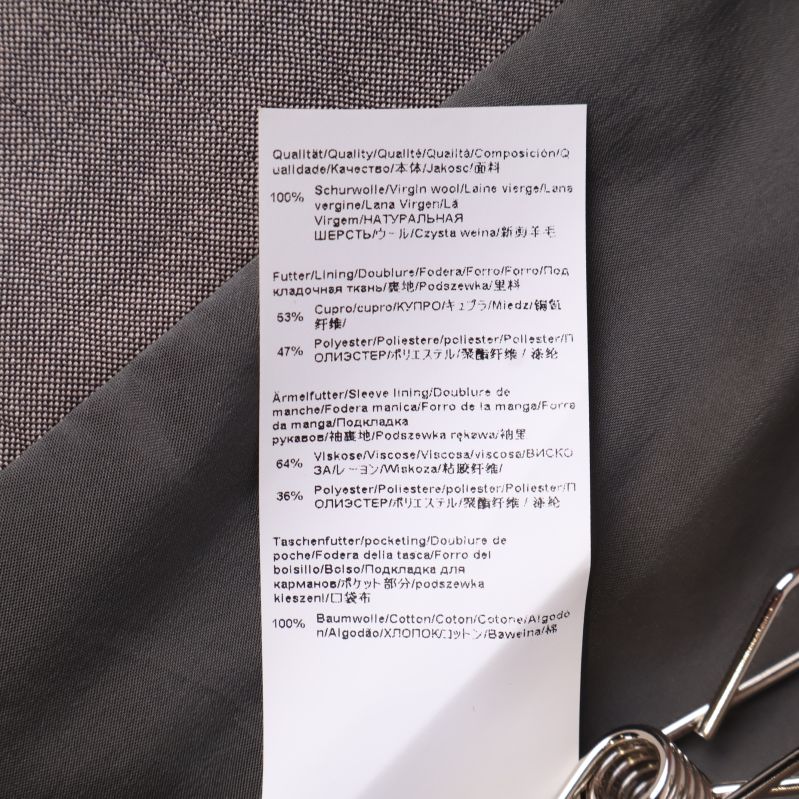 Qualität/Quality/Qualité/Qualità/Composición/Q
ualidade/Качество/本体/Jakosc/面料
100% Schurwolle/Virgin wool/Laine vierge/Lana
vergine/Lana Virgen/Lã
Virgem/НАТУРАЛЬНАЯ
ШЕРСТЬ/ウール/Czysta welna/新剪羊毛
Futter/Lining/Doublure/Fodera/Forro/Forro/Под
кладочная ткань/裏地/Podszewka/里料
53% Cupro/cupro/КУПРО/キュプラ/Miedz/铜氨
纤维/
47% Polyester/Poliestere/poliester/Poliester/П
ОЛИЭСТЕР/ポリエステル/聚酯纤维 / 涤纶
Ärmelfutter/Sleeve lining/Doublure de
manche/Fodera manica/Forro de la manga/Forro
da manga/Подкладка
рукавов/袖裏地/Podszewka rękawa/袖里
64% Viskose/Viscose/Viscosa/viscosa/ВИСКО
ЗА/レーヨン/Wiskoza/粘胶纤维/
36% Polyester/Poliestere/poliester/Poliester/П
ОЛИЭСТЕР/ポリエステル/聚酯纤维 / 涤纶
Taschenfutter/pocketing/Doublure de
poche/Fodera della tasca/Forro del
bolsillo/Bolso/Подкладка для
карманов/ポケット部分/podszewka
kieszeni/口袋布
100% Baumwolle/Cotton/Coton/Cotone/Algodó
n/Algodão/ХЛОПОК/コットン/Bawelna/棉